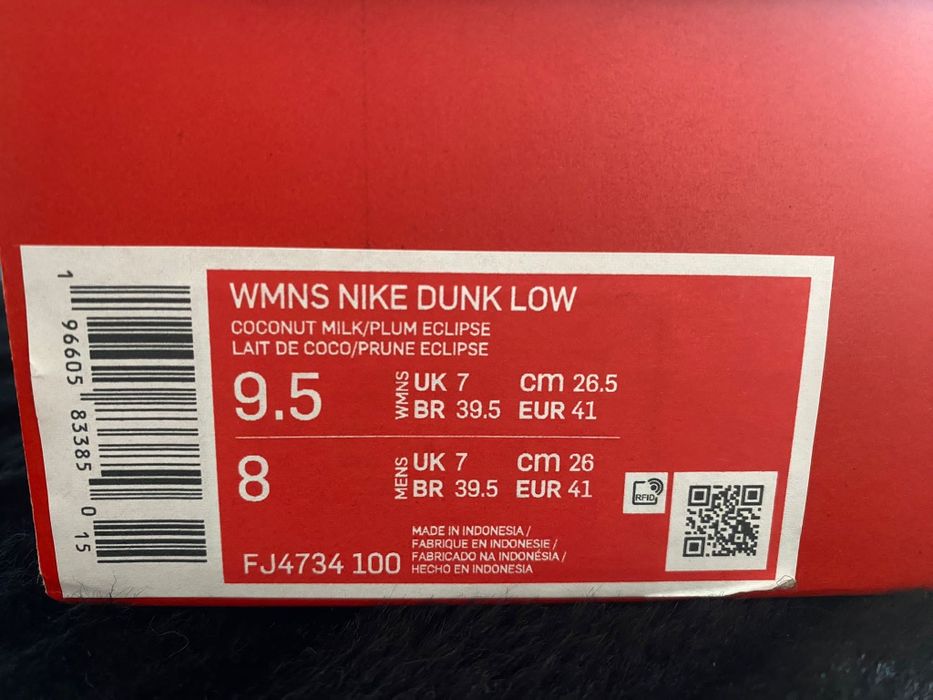 WMNS NIKE DUNK LOW
COCONUT MILK/PLUM ECLIPSE
LAIT DE COCO/PRUNE ECLIPSE
9.5 WMNS UK 7 cm 26.5
BR 39.5 EUR 41
8 MENS UK 7 cm 26
BR 39.5 EUR 41
RFID
FJ4734 100
MADE IN INDONESIA /
FABRIQUE EN INDONESIE /
FABRICADO NA INDONÉSIA /
HECHO EN INDONESIA
1 96605 83385 0 15